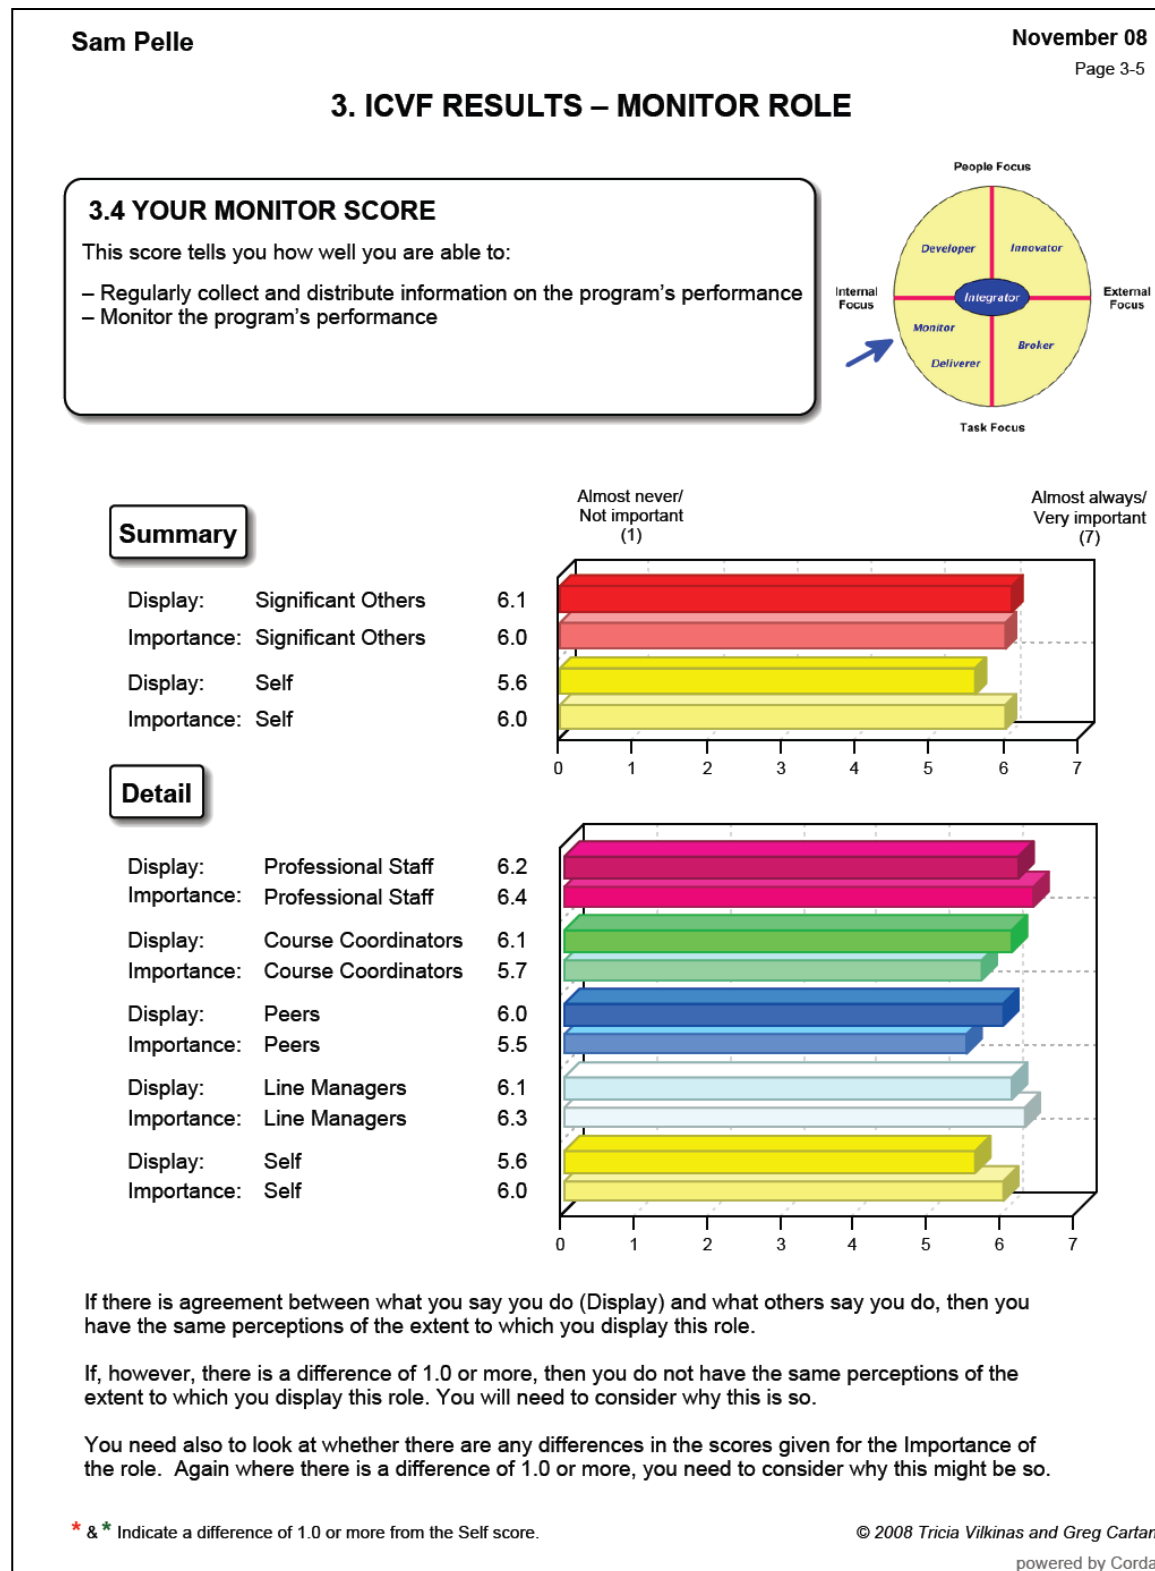 Sam Pelle
November 08
Page 3-5
3. ICVF RESULTS – MONITOR ROLE
3.4 YOUR MONITOR SCORE
This score tells you how well you are able to:
– Regularly collect and distribute information on the program's performance
– Monitor the program's performance
People Focus
Developer Innovator
Internal Focus
Integrator
External Focus
Monitor
Broker
Deliverer
Task Focus
Almost never/
Not important
(1)
Almost always/
Very important
(7)
Summary
Display: Significant Others 6.1
Importance: Significant Others 6.0
Display: Self 5.6
Importance: Self 6.0
0 1 2 3 4 5 6 7
Detail
Display: Professional Staff 6.2
Importance: Professional Staff 6.4
Display: Course Coordinators 6.1
Importance: Course Coordinators 5.7
Display: Peers 6.0
Importance: Peers 5.5
Display: Line Managers 6.1
Importance: Line Managers 6.3
Display: Self 5.6
Importance: Self 6.0
0 1 2 3 4 5 6 7
If there is agreement between what you say you do (Display) and what others say you do, then you
have the same perceptions of the extent to which you display this role.
If, however, there is a difference of 1.0 or more, then you do not have the same perceptions of the
extent to which you display this role. You will need to consider why this is so.
You need also to look at whether there are any differences in the scores given for the Importance of
the role. Again where there is a difference of 1.0 or more, you need to consider why this might be so.
* & * Indicate a difference of 1.0 or more from the Self score.
© 2008 Tricia Vilkinas and Greg Cartan
powered by Corda